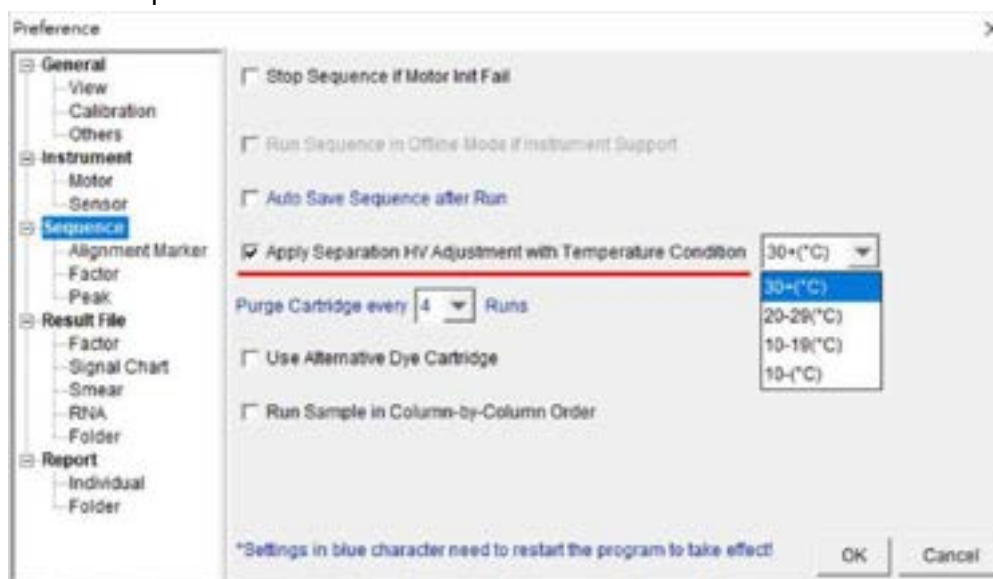 Preference
General
View
Calibration
Others
Instrument
Motor
Sensor
Sequence
Alignment Marker
Factor
Peak
Result File
Factor
Signal Chart
Smear
RNA
Folder
Report
Individual
Folder
Stop Sequence if Motor Init Fail
Run Sequence in Offline Mode if Instrument Support
Auto Save Sequence after Run
Apply Separation HV Adjustment with Temperature Condition 30+(°C)
30+(°C)
20-29(°C)
10-19(°C)
10-(°C)
Purge Cartridge every 4 Runs
Use Alternative Dye Cartridge
Run Sample in Column-by-Column Order
*Settings in blue character need to restart the program to take effect!
OK Cancel